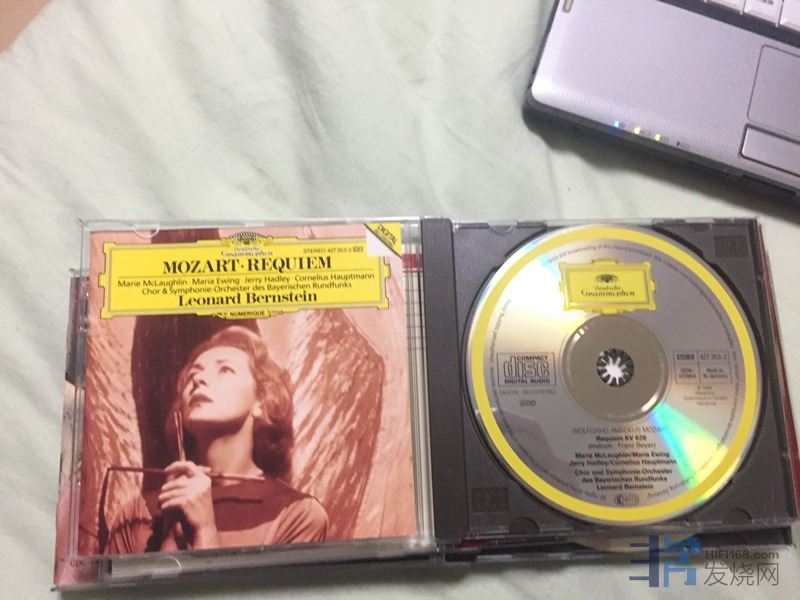 Deutsche
Grammophon
STEREO 427 353-2
DIGITAL
MOZART · REQUIEM
Marie McLaughlin · Maria Ewing · Jerry Hadley · Cornelius Hauptmann
Chor & Symphonie-Orchester des Bayerischen Rundfunks
Leonard Bernstein
NUMERIQUE
Deutsche
Grammophon
COMPACT
disc
DIGITAL AUDIO
DIGITAL RECORDING
STEREO
427 353-2
Made in
W. Germany
WOLFGANG AMADEUS MOZART
Requiem KV 626
Marie McLaughlin/Maria Ewing
Jerry Hadley/Cornelius Hauptmann
Chor und Symphonie-Orchester
des Bayerischen Rundfunks
Leonard Bernstein
HiFi168.com
发烧网